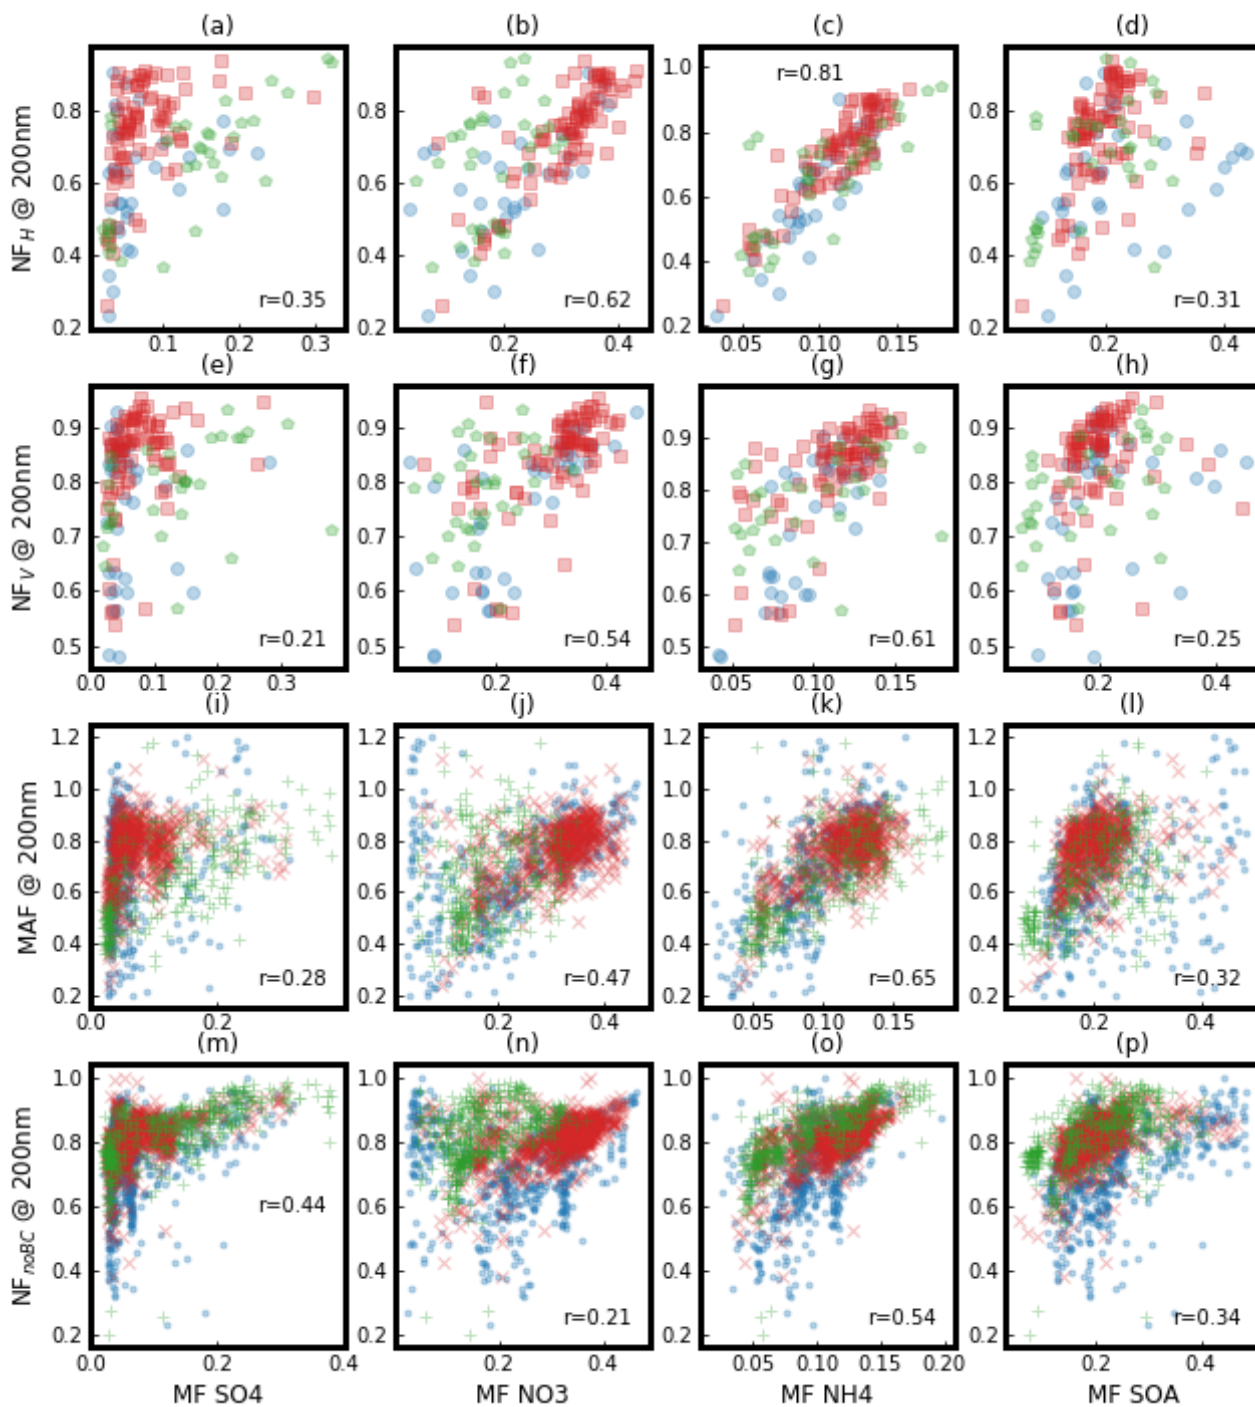 (a) (b) (c) (d)
NF_H @ 200nm
0.8
0.6
0.4
0.2
0.1 0.2 0.3
r=0.35
0.8
0.6
0.4
0.2
0.2 0.4
r=0.62
1.0
0.8
0.6
0.4
0.2
0.05 0.10 0.15
r=0.81
0.8
0.6
0.4
0.2
0.2 0.4
r=0.31
(e) (f) (g) (h)
NF_V @ 200nm
0.9
0.8
0.7
0.6
0.5
0.0 0.1 0.3
r=0.21
0.9
0.8
0.7
0.6
0.5
0.2 0.4
r=0.54
0.9
0.8
0.7
0.6
0.5
0.05 0.10 0.15
r=0.61
0.9
0.8
0.7
0.6
0.5
0.2 0.4
r=0.25
(i) (j) (k) (l)
MAF @ 200nm
1.2
1.0
0.8
0.6
0.4
0.2
0.0 0.2
r=0.28
1.2
1.0
0.8
0.6
0.4
0.2
0.2 0.4
r=0.47
1.2
1.0
0.8
0.6
0.4
0.2
0.05 0.10 0.15
r=0.65
1.2
1.0
0.8
0.6
0.4
0.2
0.2 0.4
r=0.32
(m) (n) (o) (p)
NF_noBC @ 200nm
1.0
0.8
0.6
0.4
0.2
0.0 0.2 0.4
r=0.44
1.0
0.8
0.6
0.4
0.2
0.2 0.4
r=0.21
1.0
0.8
0.6
0.4
0.2
0.05 0.10 0.15 0.20
r=0.54
1.0
0.8
0.6
0.4
0.2
0.2 0.4
r=0.34
MF SO4 MF NO3 MF NH4 MF SOA